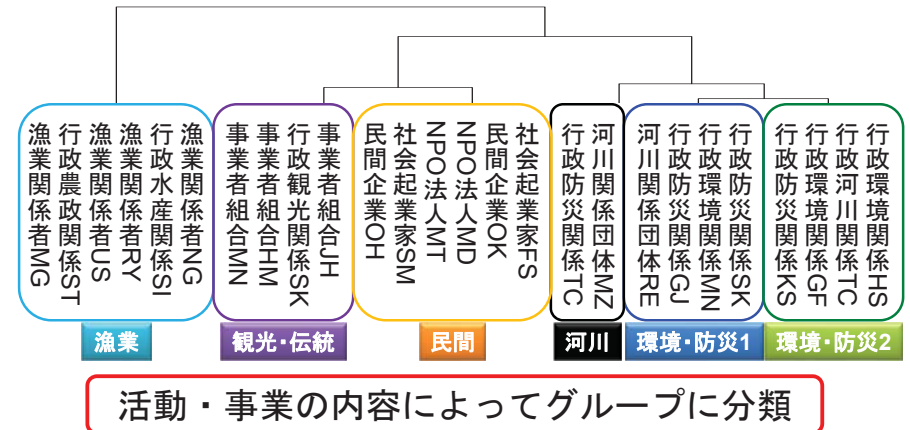 漁業関係者MG
行政農政関係ST
漁業関係者US
漁業関係者RY
行政水産関係SI
漁業関係者NG
事業者組合MN
事業者組合HM
行政観光関係SK
事業者組合JH
民間企業OH
社会起業家SM
NPO法人MT
NPO法人MD
民間企業OK
社会起業家FS
行政防災関係TC
河川関係団体MZ
河川関係団体RE
行政防災関係GJ
行政環境関係MN
行政防災関係SK
行政防災関係KS
行政環境関係GF
行政河川関係TC
行政環境関係HS
漁業
観光・伝統
民間
河川
環境・防災1
環境・防災2
活動・事業の内容によってグループに分類